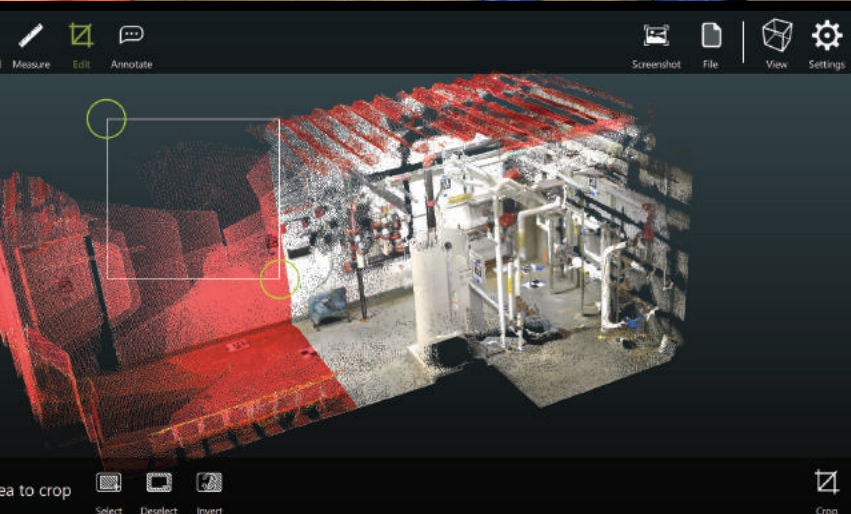 Measure
Edit
Annotate
Screenshot
File
View
Settings
ea to crop
Select
Deselect
Invert
Crop